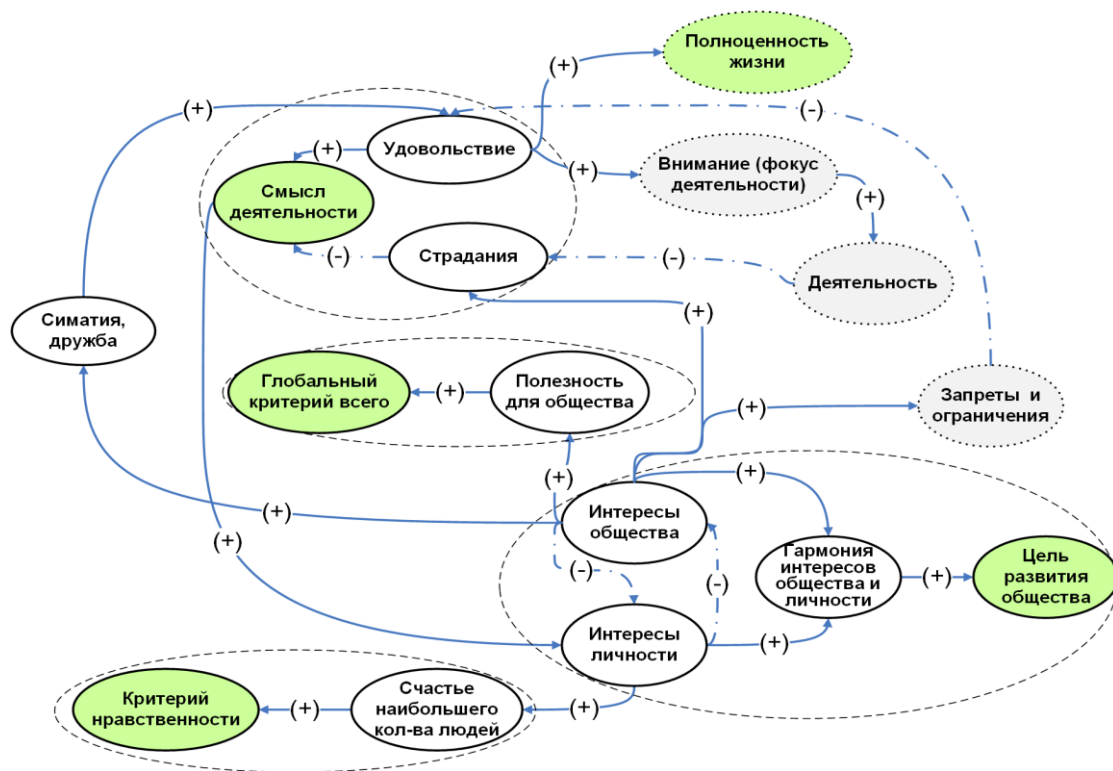 Полноценность
жизни
(+)
(+)
(-)
Удовольствие
(+)
(+)
Внимание (фокус
деятельности)
(+)
Смысл
деятельности
Страдания
(-)
(-)
Деятельность
(+)
Симатия,
дружба
Глобальный
критерий всего
(+)
Полезность
для общества
(+)
Запреты и
ограничения
(+)
(+)
(+)
(+)
Интересы
общества
(-)
(-)
Гармония
интересов
общества и
личности
(+)
Цель
развития
общества
Интересы
личности
(+)
Критерий
нравственности
(+)
Счастье
наибольшего
кол-ва людей
(+)